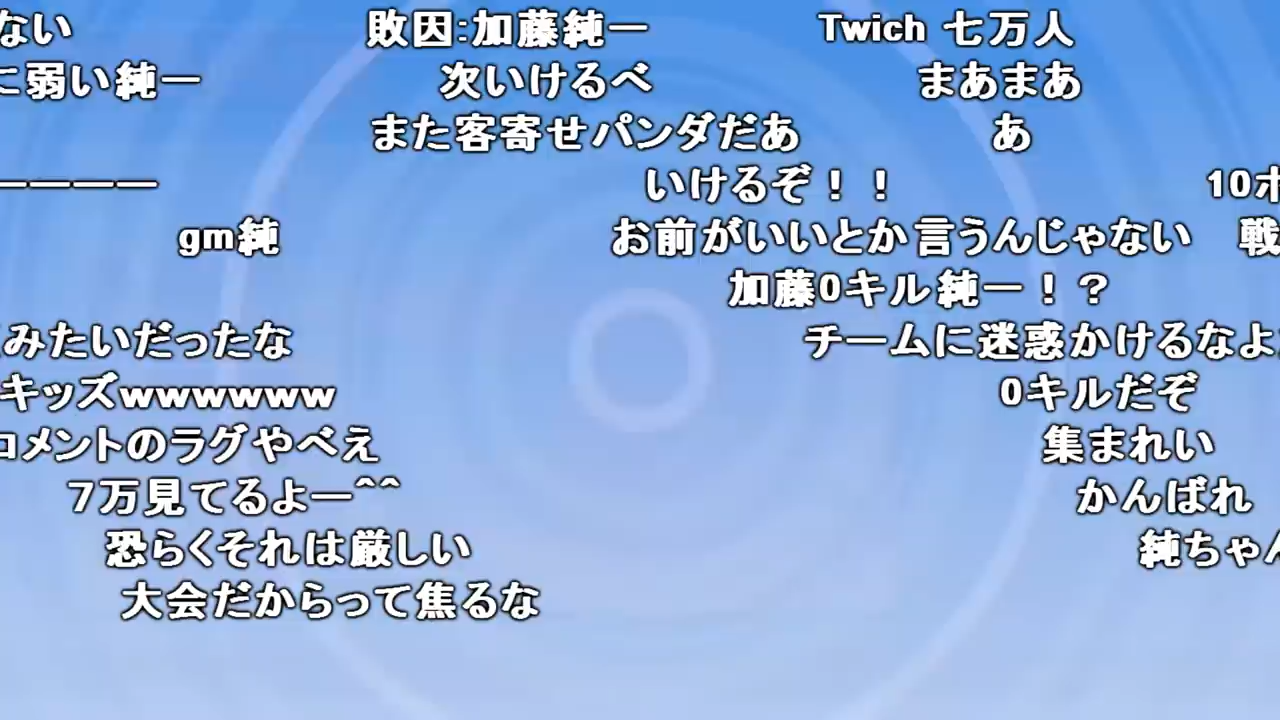 ない 敗因:加藤純一 Twich 七万人
に弱い純一 次いけるべ まあまあ
また客寄せパンダだあ あ
ーーーー いけるぞ！！ 10ポ
gm純 お前がいいとか言うんじゃない 戦
加藤0キル純一！？
みたいだったな チームに迷惑かけるなよ
キッズwwwwww 0キルだぞ
コメントのラグやべえ 集まれい
７万見てるよー^^ かんばれ
恐らくそれは厳しい 純ちゃん
大会だからって焦るな